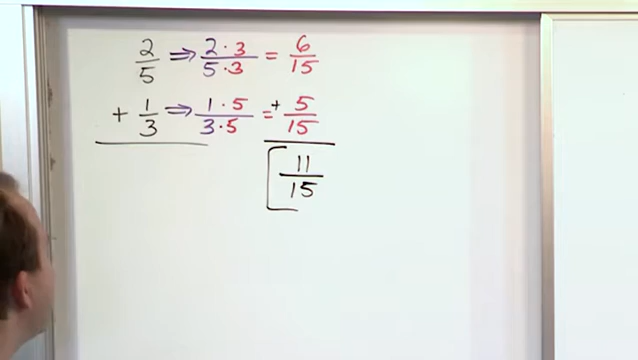 2/5 ⇒ 2 · 3/5 · 3 = 6/15
+ 1/3 ⇒ 1 · 5/3 · 5 = + 5/15
11/15